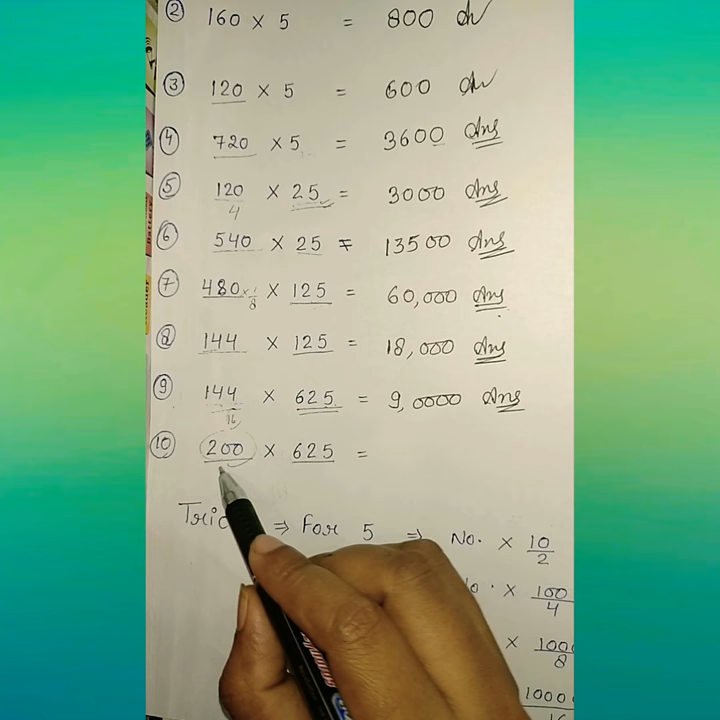 ② 160 × 5 = 800
③ 120 × 5 = 600
④ 720 × 5 = 3600 Ans
⑤ 120/4 × 25 = 3000 Ans
⑥ 540 × 25 = 13500 Ans
⑦ 480 × 1/8 × 125 = 60,000 Ans
⑧ 144 × 125 = 18,000 Ans
⑨ 144/16 × 625 = 9,0000 Ans
⑩ 200 × 625 =
⇒ For 5 ⇒ No. × 10/2
× 100/4
× 1000/8
1000